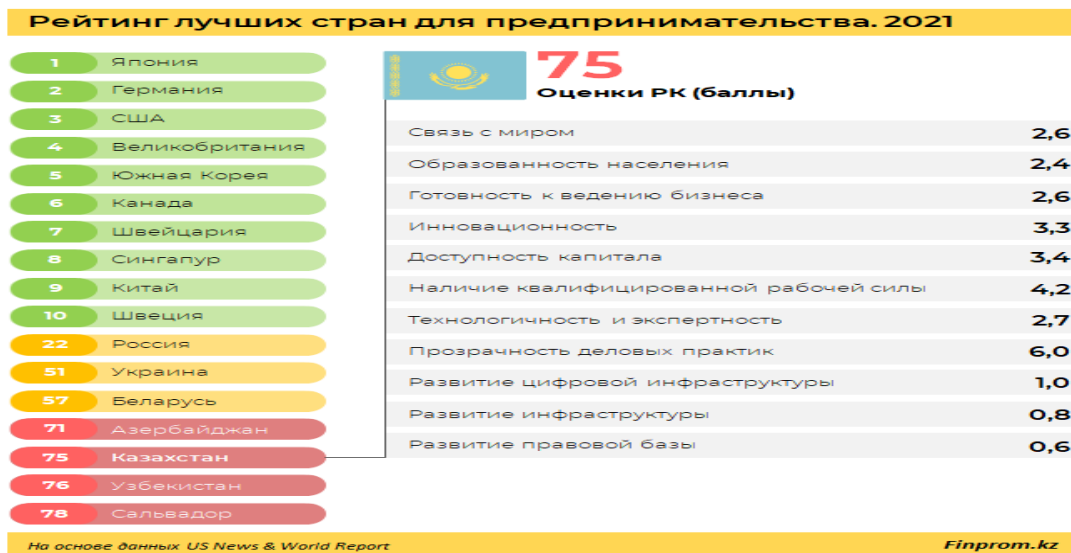 Рейтинг лучших стран для предпринимательства. 2021
1 Япония
2 Германия
3 США
4 Великобритания
5 Южная Корея
6 Канада
7 Швейцария
8 Сингапур
9 Китай
10 Швеция
22 Россия
51 Украина
57 Беларусь
71 Азербайджан
75 Казахстан
76 Узбекистан
78 Сальвадор
75
Оценки РК (баллы)
Связь с миром 2,6
Образованность населения 2,4
Готовность к ведению бизнеса 2,6
Инновационность 3,3
Доступность капитала 3,4
Наличие квалифицированной рабочей силы 4,2
Технологичность и экспертность 2,7
Прозрачность деловых практик 6,0
Развитие цифровой инфраструктуры 1,0
Развитие инфраструктуры 0,8
Развитие правовой базы 0,6
На основе данных US News & World Report
Finprom.kz